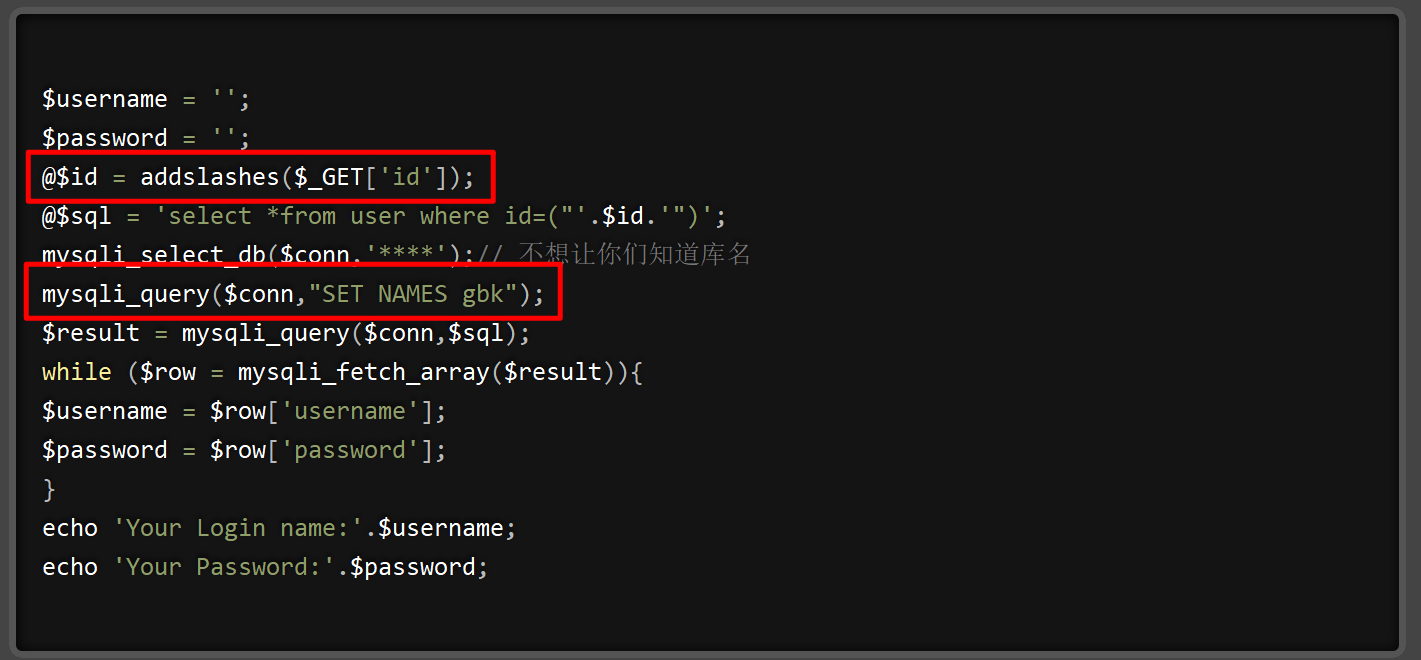 $username = '';
$password = '';
@$id = addslashes($_GET['id']);
@$sql = 'select *from user where id=("'.$id.'")';
mysqli_select_db($conn,'****');// 不想让你们知道库名
mysqli_query($conn,"SET NAMES gbk");
$result = mysqli_query($conn,$sql);
while ($row = mysqli_fetch_array($result)){
$username = $row['username'];
$password = $row['password'];
}
echo 'Your Login name:'.$username;
echo 'Your Password:'.$password;